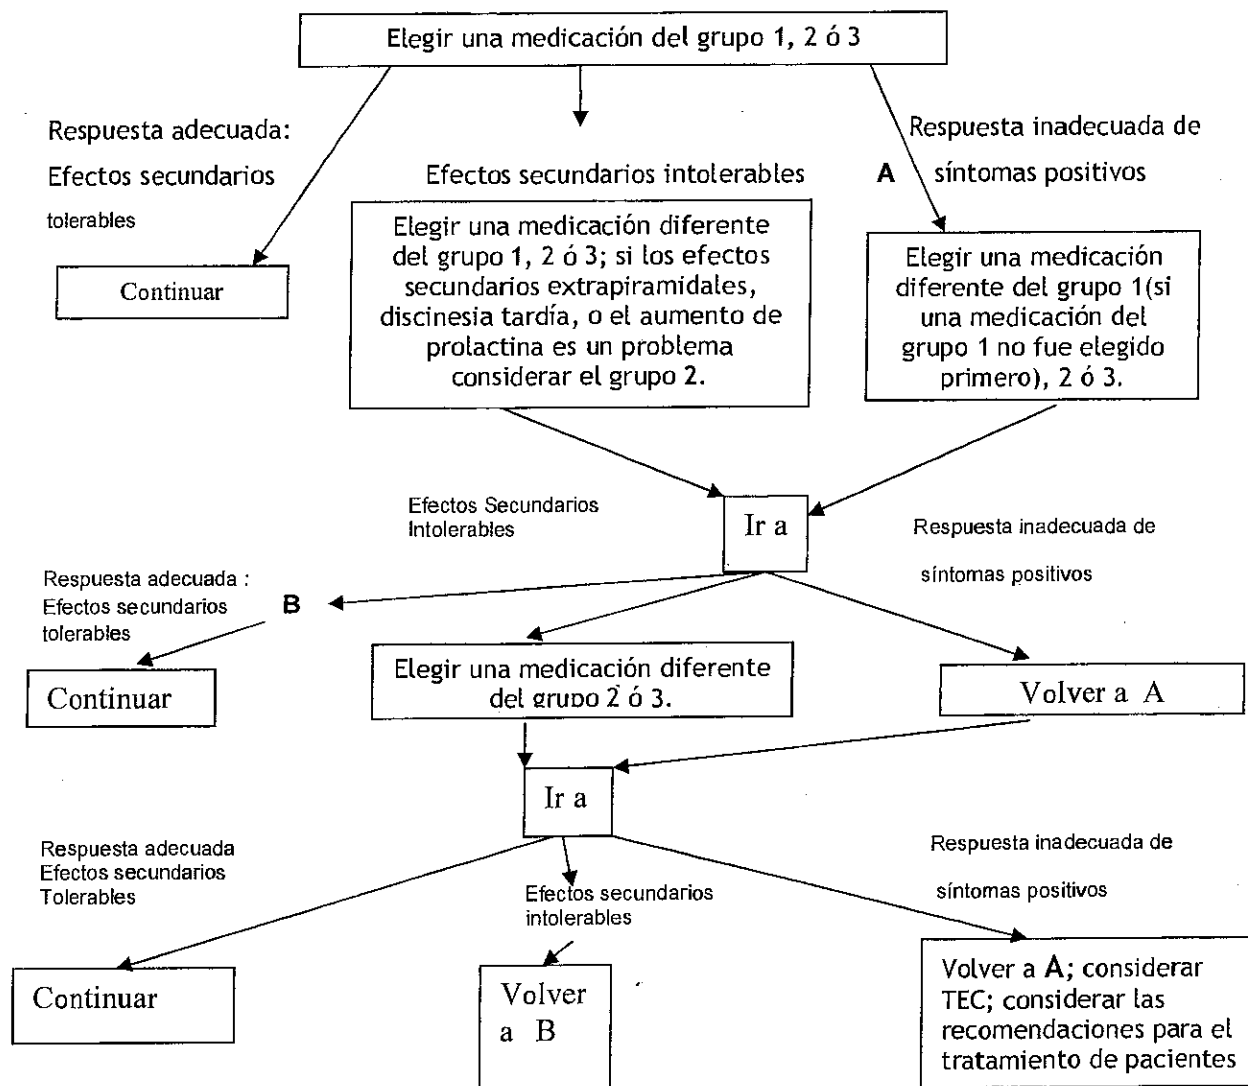 Elegir una medicación del grupo 1, 2 ó 3
Respuesta adecuada:
Efectos secundarios
tolerables
Continuar
Efectos secundarios intolerables
Elegir una medicación diferente
del grupo 1, 2 ó 3; si los efectos
secundarios extrapiramidales,
discinesia tardía, o el aumento de
prolactina es un problema
considerar el grupo 2.
Respuesta inadecuada de
A síntomas positivos
Elegir una medicación
diferente del grupo 1(si
una medicación del
grupo 1 no fue elegido
primero), 2 ó 3.
Ir a
Respuesta adecuada :
Efectos secundarios
tolerables
B
Continuar
Efectos Secundarios
Intolerables
Elegir una medicación diferente
del grupo 2 ó 3.
Respuesta inadecuada de
síntomas positivos
Volver a A
Ir a
Respuesta adecuada
Efectos secundarios
Tolerables
Continuar
Efectos secundarios
intolerables
Volver
a B
Respuesta inadecuada de
síntomas positivos
Volver a A; considerar
TEC; considerar las
recomendaciones para el
tratamiento de pacientes